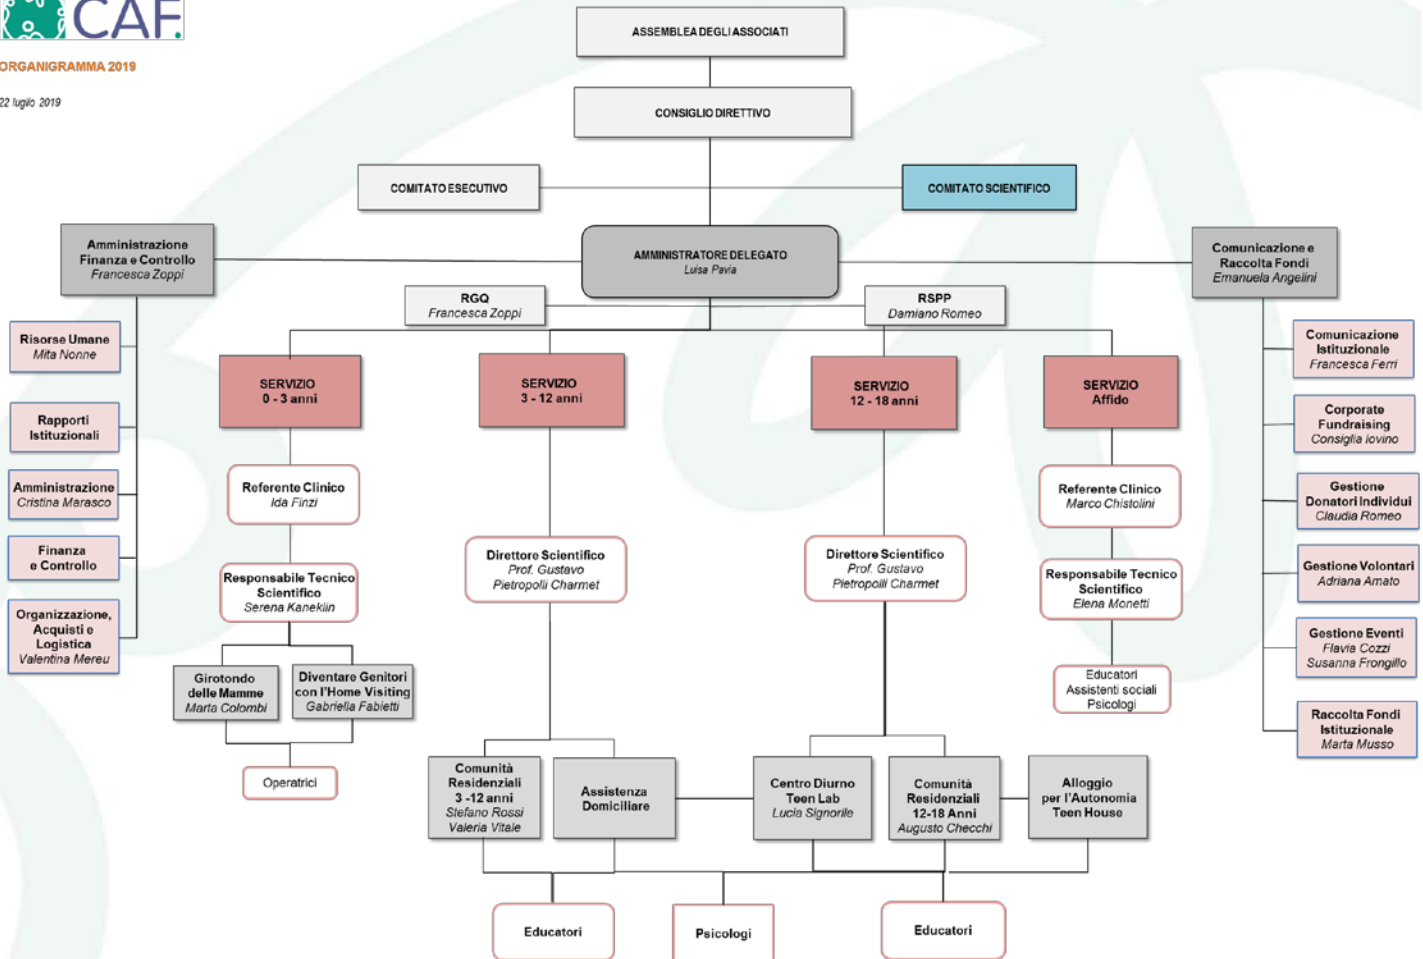 CAF.
ORGANIGRAMMA 2019
22 luglio 2019
ASSEMBLEA DEGLI ASSOCIATI
CONSIGLIO DIRETTIVO
COMITATO ESECUTIVO
COMITATO SCIENTIFICO
Amministrazione
Finanza e Controllo
Francesca Zoppi
AMMINISTRATORE DELEGATO
Luisa Pavia
Comunicazione e
Raccolta Fondi
Emanuela Angelini
RGQ
Francesca Zoppi
RSPP
Damiano Romeo
Risorse Umane
Mita Nonne
Rapporti
Istituzionali
Amministrazione
Cristina Marasco
Finanza
e Controllo
Organizzazione,
Acquisti e
Logistica
Valentina Mereu
SERVIZIO
0 - 3 anni
Referente Clinico
Ida Finzi
Responsabile Tecnico
Scientifico
Serena Kaneklin
Girotondo
delle Mamme
Marta Colombi
Diventare Genitori
con l'Home Visiting
Gabriella Fabietti
Operatrici
SERVIZIO
3 - 12 anni
Direttore Scientifico
Prof. Gustavo
Pietropolli Charmet
SERVIZIO
12 - 18 anni
Direttore Scientifico
Prof. Gustavo
Pietropolli Charmet
SERVIZIO
Affido
Referente Clinico
Marco Chistolini
Responsabile Tecnico
Scientifico
Elena Monetti
Educatori
Assistenti sociali
Psicologi
Comunicazione
Istituzionale
Francesca Ferri
Corporate
Fundraising
Consiglia Iovino
Gestione
Donatori Individui
Claudia Romeo
Gestione Volontari
Adriana Amato
Gestione Eventi
Flavia Cozzi
Susanna Frongillo
Raccolta Fondi
Istituzionale
Marta Musso
Comunità
Residenziali
3 -12 anni
Stefano Rossi
Valeria Vitale
Assistenza
Domiciliare
Centro Diurno
Teen Lab
Lucia Signorile
Comunità
Residenziali
12-18 Anni
Augusto Checchi
Alloggio
per l'Autonomia
Teen House
Educatori
Psicologi
Educatori